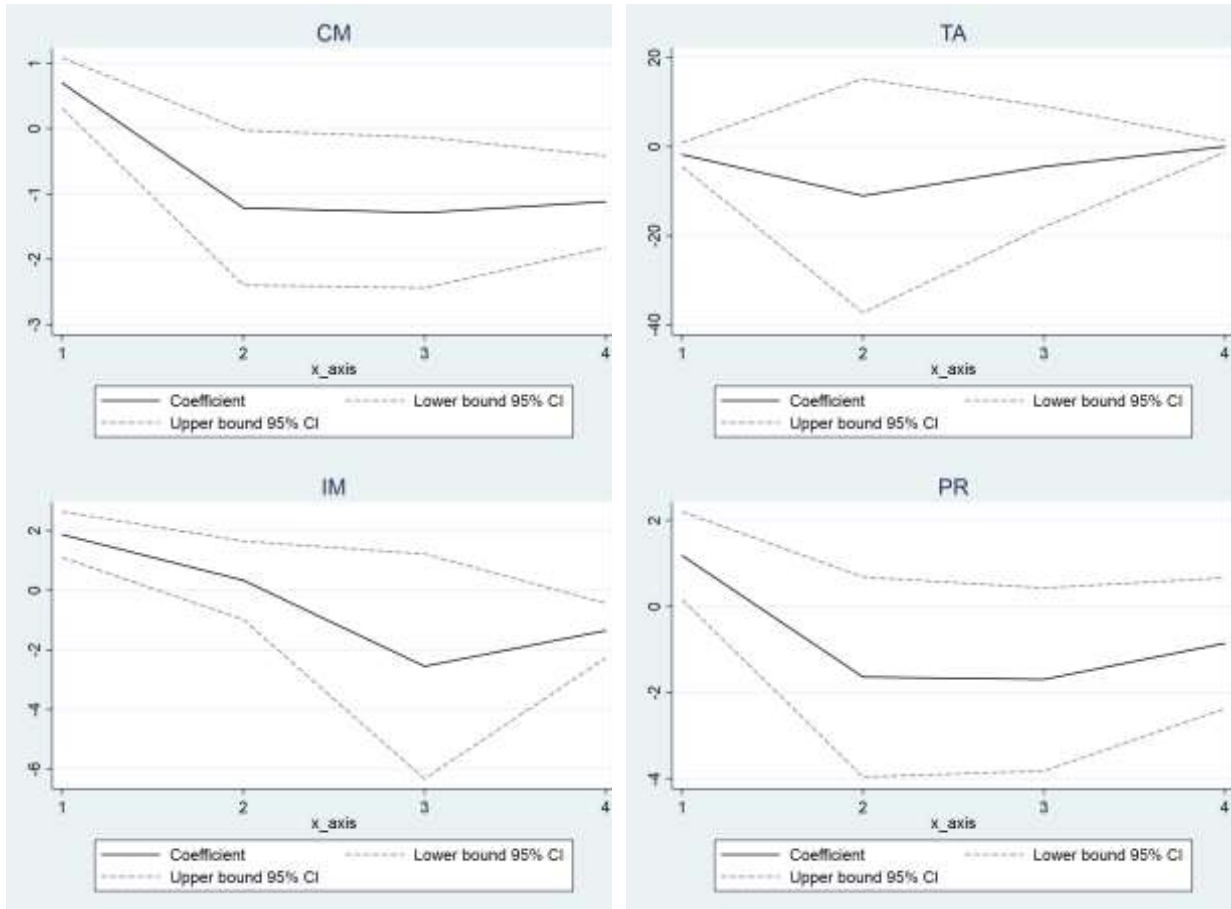 CM
1
0
-1
-2
-3
1 2 3 4
x_axis
Coefficient Lower bound 95% CI
Upper bound 95% CI
TA
20
0
-20
-40
1 2 3 4
x_axis
Coefficient Lower bound 95% CI
Upper bound 95% CI
IM
2
0
-2
-4
-6
1 2 3 4
x_axis
Coefficient Lower bound 95% CI
Upper bound 95% CI
PR
2
0
-2
-4
1 2 3 4
x_axis
Coefficient Lower bound 95% CI
Upper bound 95% CI